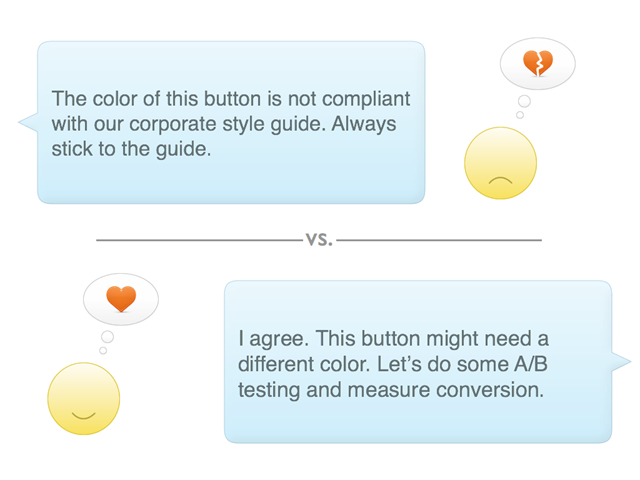 The color of this button is not compliant
with our corporate style guide. Always
stick to the guide.
vs.
I agree. This button might need a
different color. Let’s do some A/B
testing and measure conversion.